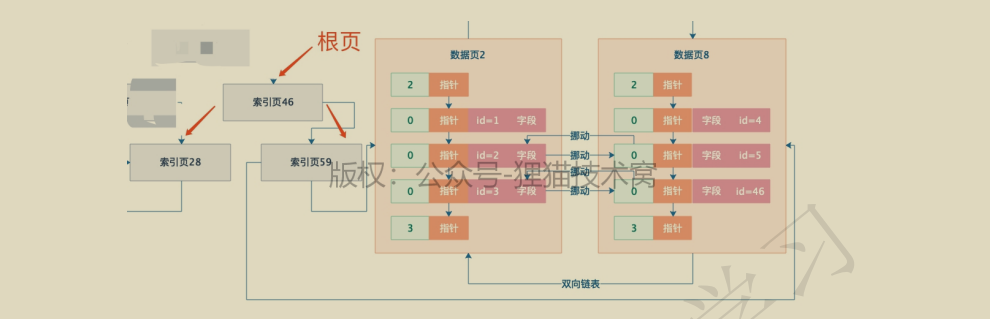 根页
索引页46
索引页28
索引页59
数据页2
2 指针
0 指针 id=1 字段
0 指针 id=2 字段
0 指针 id=3 字段
3 指针
挪动
挪动
挪动
挪动
数据页8
2 指针
0 指针 字段 id=4
0 指针 字段 id=5
0 指针 字段 id=46
3 指针
双向链表
版权：公众号-狸猫技术窝
学习